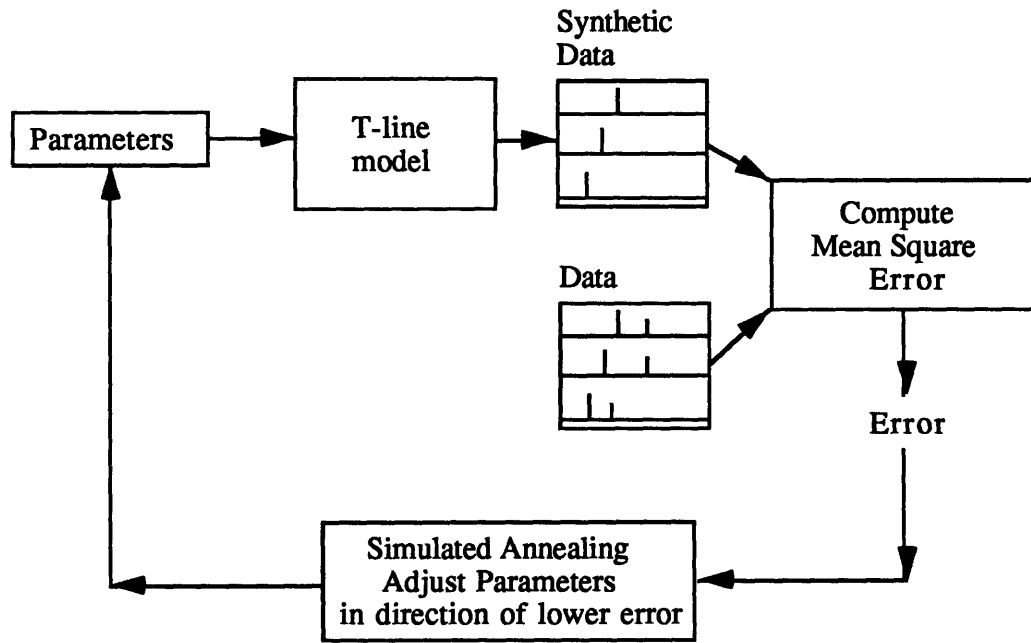 Synthetic
Data
Parameters
T-line
model
Compute
Mean Square
Error
Data
Error
Simulated Annealing
Adjust Parameters
in direction of lower error